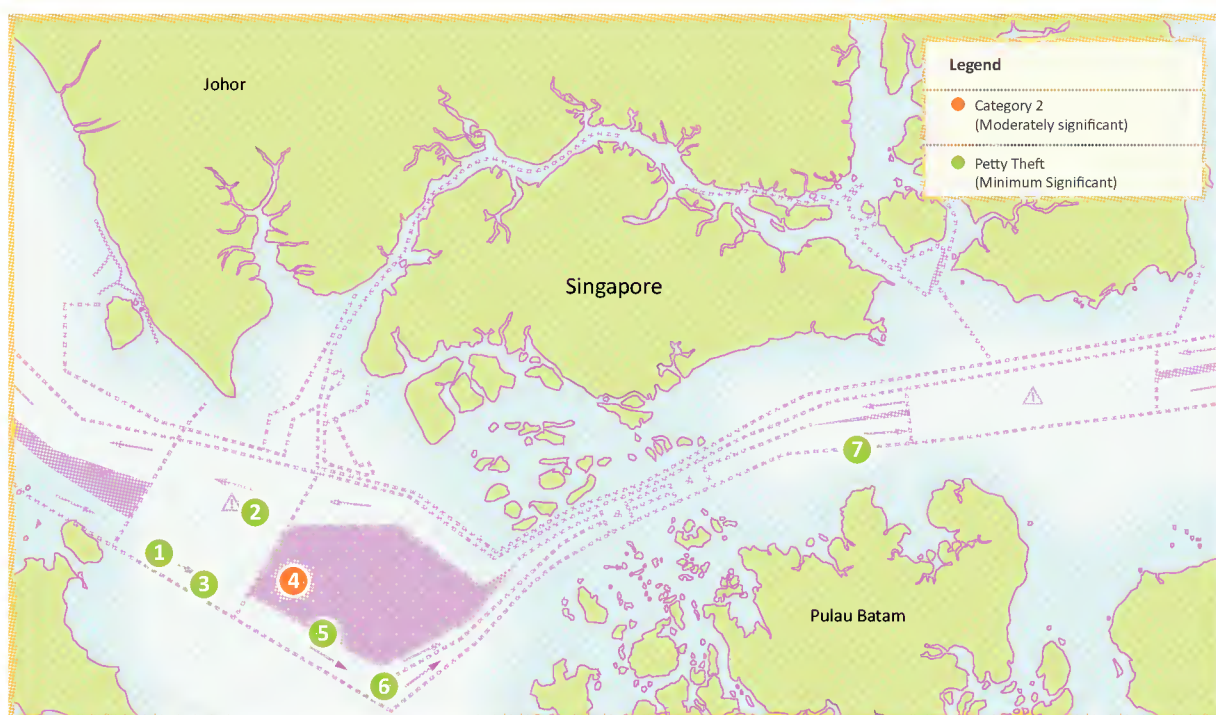 Johor
Legend
Category 2
(Moderately significant)
Petty Theft
(Minimum Significant)
Singapore
7
2
1
3
4
5
6
Pulau Batam